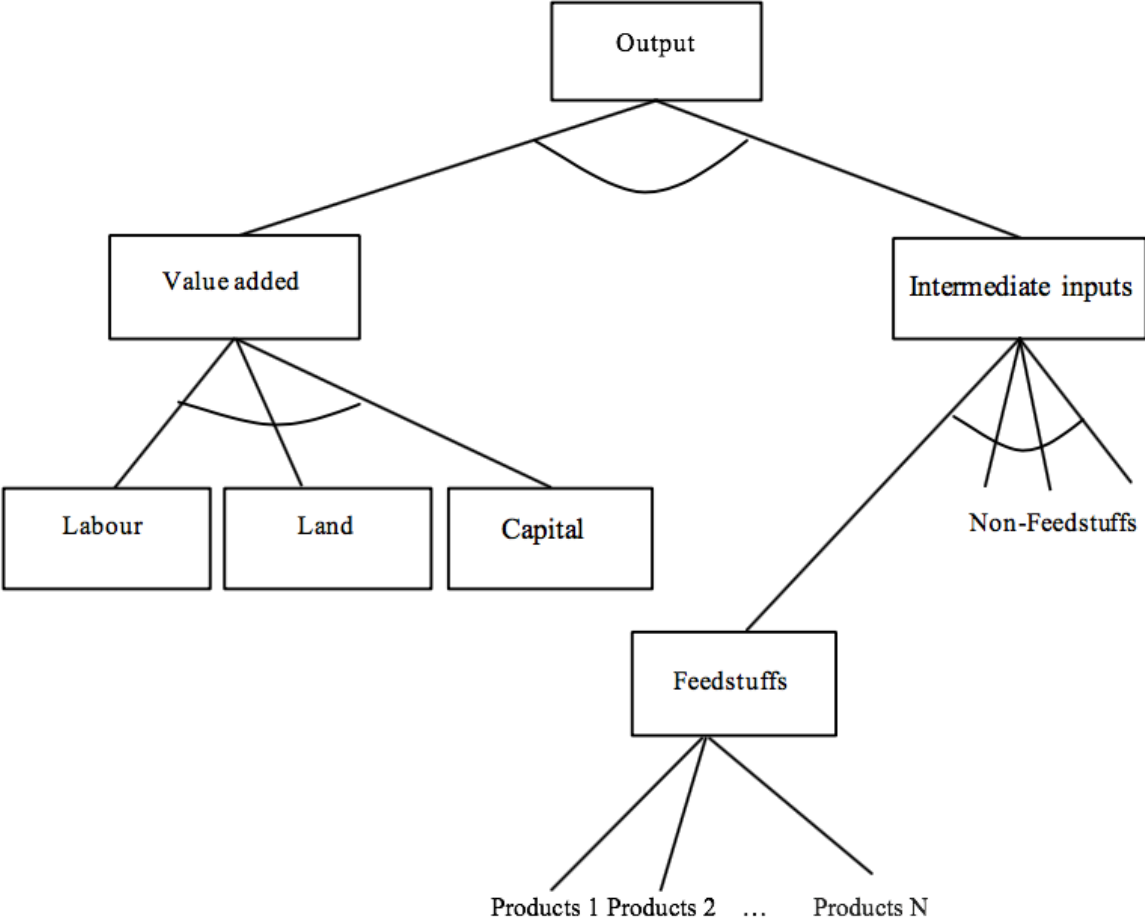 Output
Value added
Intermediate inputs
Labour
Land
Capital
Non-Feedstuffs
Feedstuffs
Products 1 Products 2 … Products N